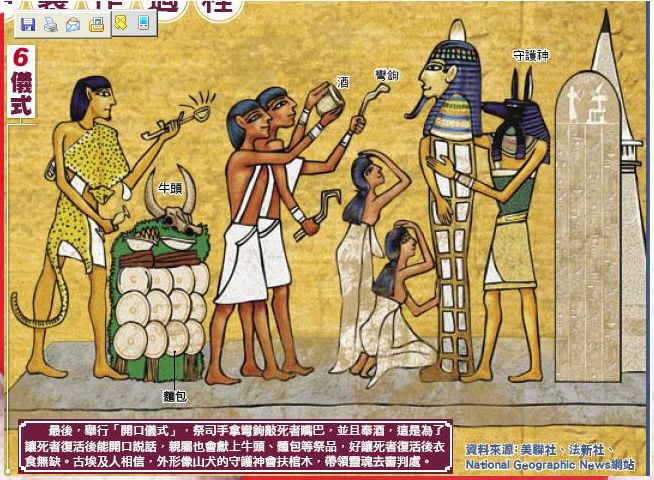 製作過程
6
儀式
酒
彎鉤
守護神
牛頭
麵包
最後，舉行「開口儀式」，祭司手拿彎鉤敲死者嘴巴，並且奉酒，這是為了
讓死者復活後能開口說話，親屬也會獻上牛頭、麵包等祭品，好讓死者復活後衣
食無缺。古埃及人相信，外形像山犬的守護神會扶棺木，帶領靈魂去審判處。
資料來源：美聯社、法新社、
National Geographic News網站